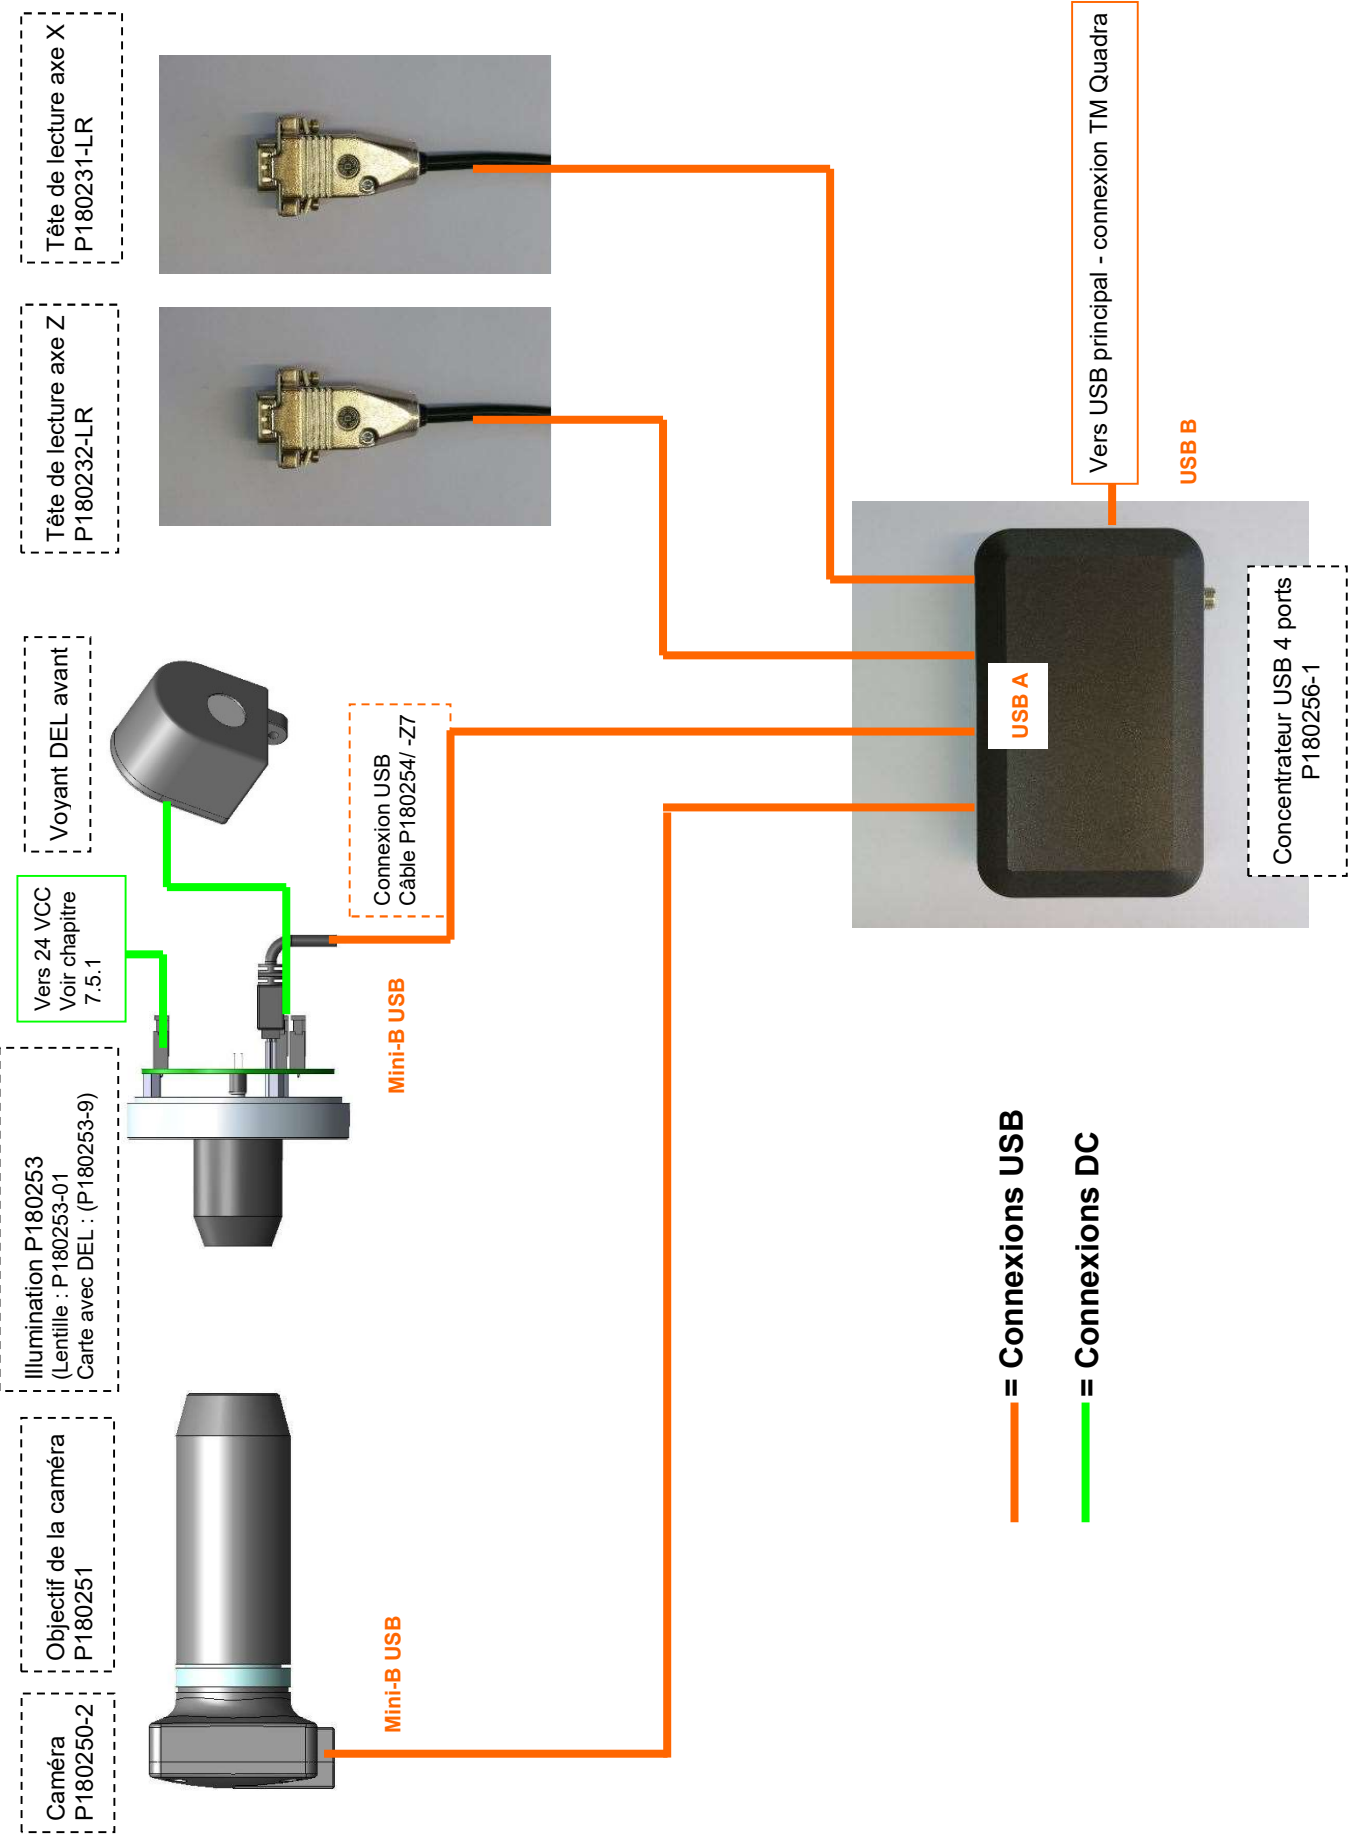 Caméra
P180250-2
Objectif de la caméra
P180251
Illumination P180253
(Lentille : P180253-01
Carte avec DEL : (P180253-9)
Vers 24 VCC
Voir chapitre
7.5.1
Voyant DEL avant
Tête de lecture axe Z
P180232-LR
Tête de lecture axe X
P180231-LR
Mini-B USB
Mini-B USB
Connexion USB
Câble P180254/ -Z7
USB A
USB B
Vers USB principal - connexion TM Quadra
Concentrateur USB 4 ports
P180256-1
= Connexions USB
= Connexions DC